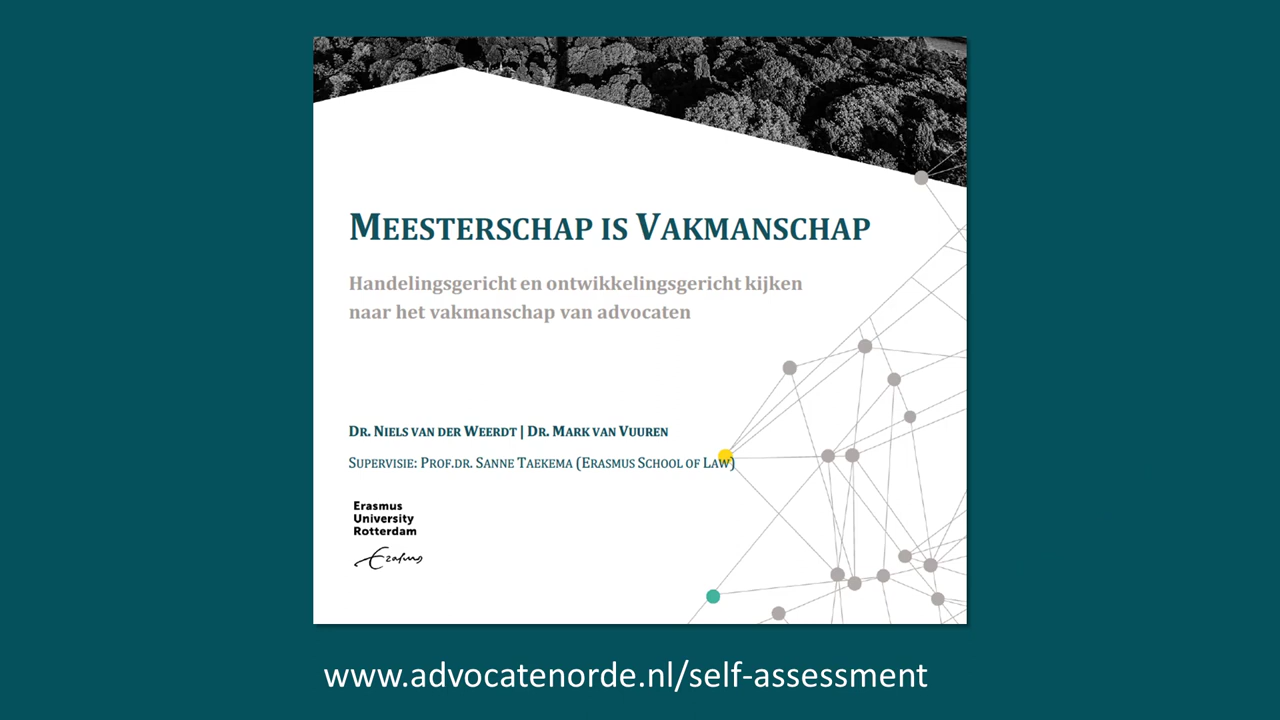 MEESTERSCHAP IS VAKMANSCHAP
Handelingsgericht en ontwikkelingsgericht kijken
naar het vakmanschap van advocaten
DR. NIELS VAN DER WEERDT | DR. MARK VAN VUUREN
SUPERVISIE: PROF.DR. SANNE TAEKEMA (ERASMUS SCHOOL OF LAW)
Erasmus
University
Rotterdam
Erasmus
www.advocatenorde.nl/self-assessment